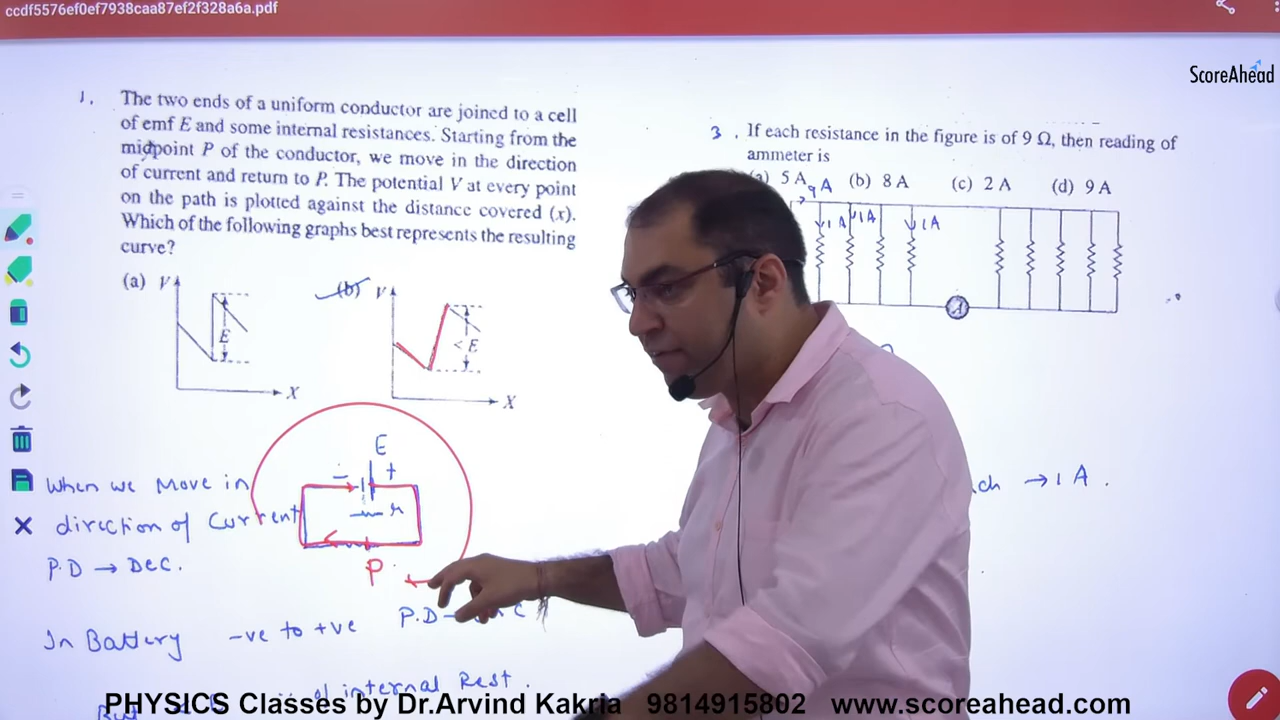 ccdf5576ef0ef7938caa87ef2f328a6a.pdf
ScoreAhead
1. The two ends of a uniform conductor are joined to a cell
of emf E and some internal resistances. Starting from the
midpoint P of the conductor, we move in the direction
of current and return to P. The potential V at every point
on the path is plotted against the distance covered (x).
Which of the following graphs best represents the resulting
curve?
(a) V
E
X
(b) V
< E
X
E
- +
r
P
When we move in
direction of current
P.D → Dec.
In Battery -ve to +ve
P.D
of internal Rest.
3. If each resistance in the figure is of 9 Ω, then reading of
ammeter is
(a) 5 A (b) 8 A (c) 2 A (d) 9 A
9A
1A 1A 1A
A
→ 1 A.
PHYSICS Classes by Dr.Arvind Kakria 9814915802 www.scoreahead.com